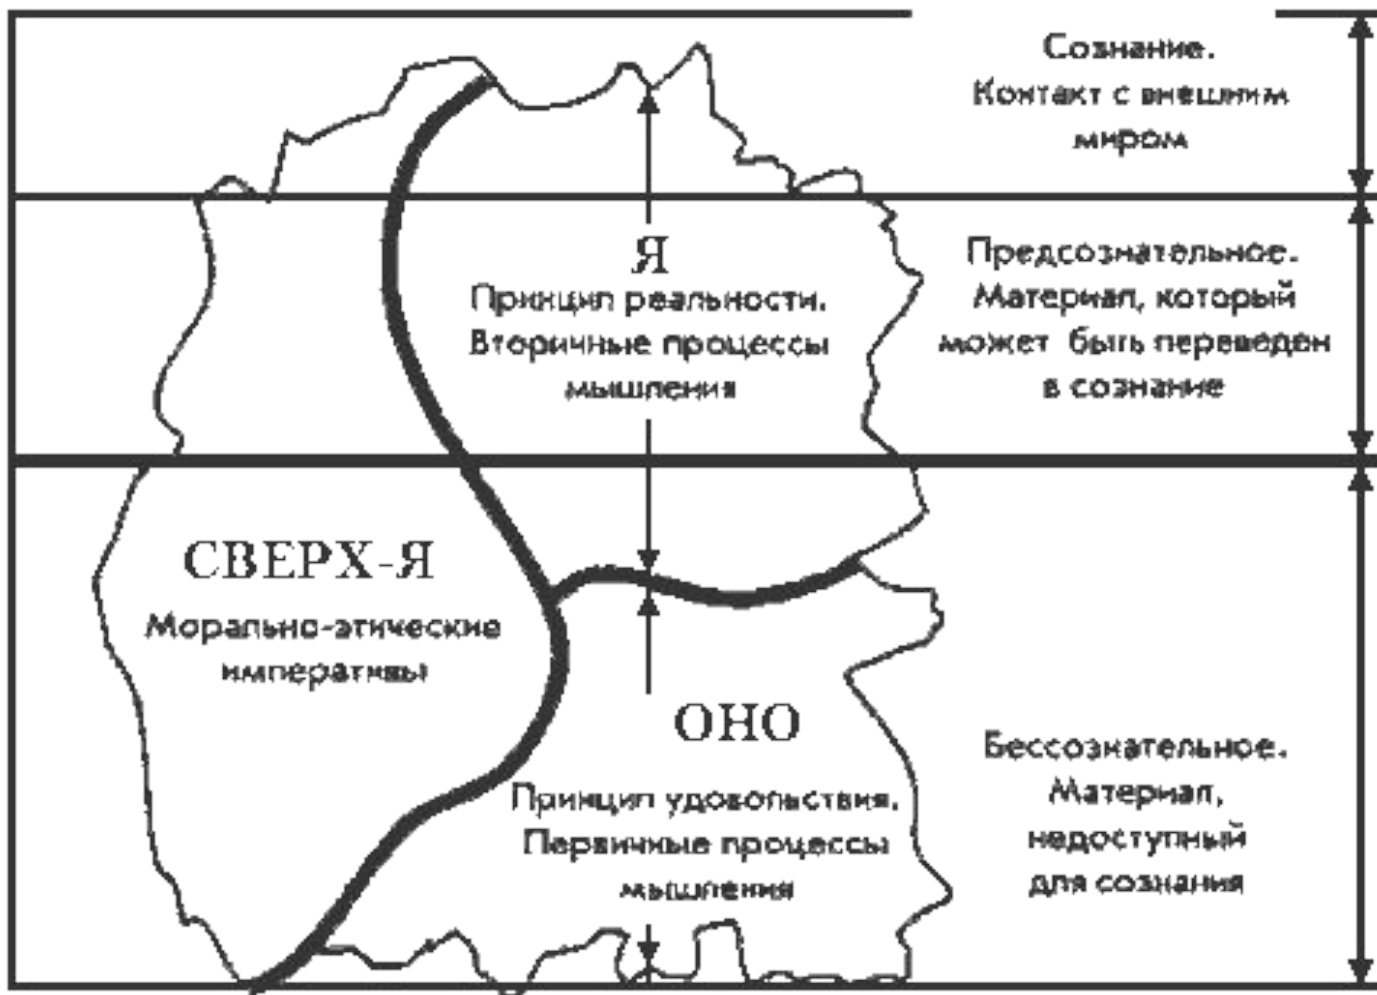 Сознание.
Контакт с внешним
миром
Я
Принцип реальности.
Вторичные процессы
мышления
Предсознательное.
Материал, который
может быть переведен
в сознание
СВЕРХ-Я
Морально-этические
императивы
ОНО
Принцип удовольствия.
Первичные процессы
мышления
Бессознательное.
Материал,
недоступный
для сознания